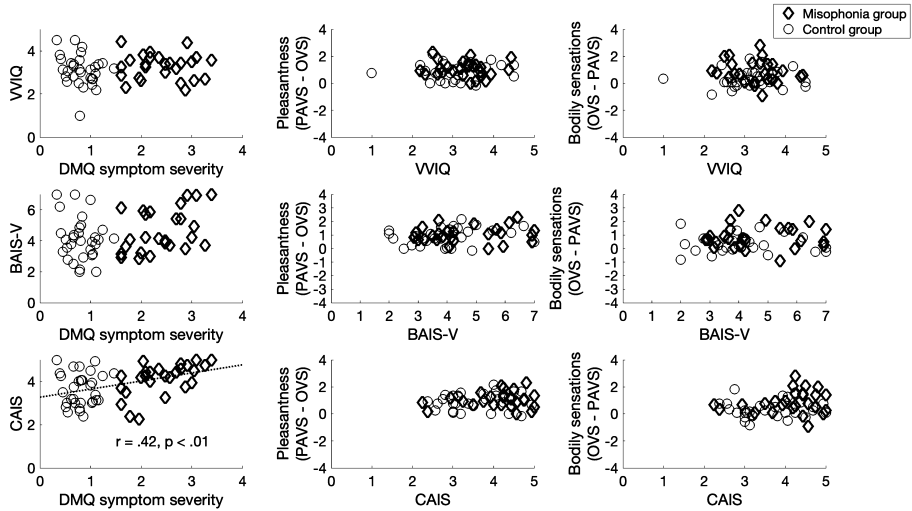 Misophonia group
Control group
VVIQ
0
2
4
0 1 2 3 4
DMQ symptom severity
Pleasantness
(PAVS - OVS)
4
2
0
-2
-4
0 1 2 3 4 5
VVIQ
Bodily sensations
(OVS - PAVS)
4
2
0
-2
-4
0 1 2 3 4 5
VVIQ
BAIS-V
6
4
2
0
0 1 2 3 4
DMQ symptom severity
Pleasantness
(PAVS - OVS)
4
3
2
1
0
-1
-2
-3
-4
0 1 2 3 4 5 6 7
BAIS-V
Bodily sensations
(OVS - PAVS)
4
3
2
1
0
-1
-2
-3
-4
0 1 2 3 4 5 6 7
BAIS-V
CAIS
4
2
0
r = .42, p < .01
0 1 2 3 4
DMQ symptom severity
Pleasantness
(PAVS - OVS)
4
2
0
-2
-4
0 1 2 3 4 5
CAIS
Bodily sensations
(OVS - PAVS)
4
2
0
-2
-4
0 1 2 3 4 5
CAIS